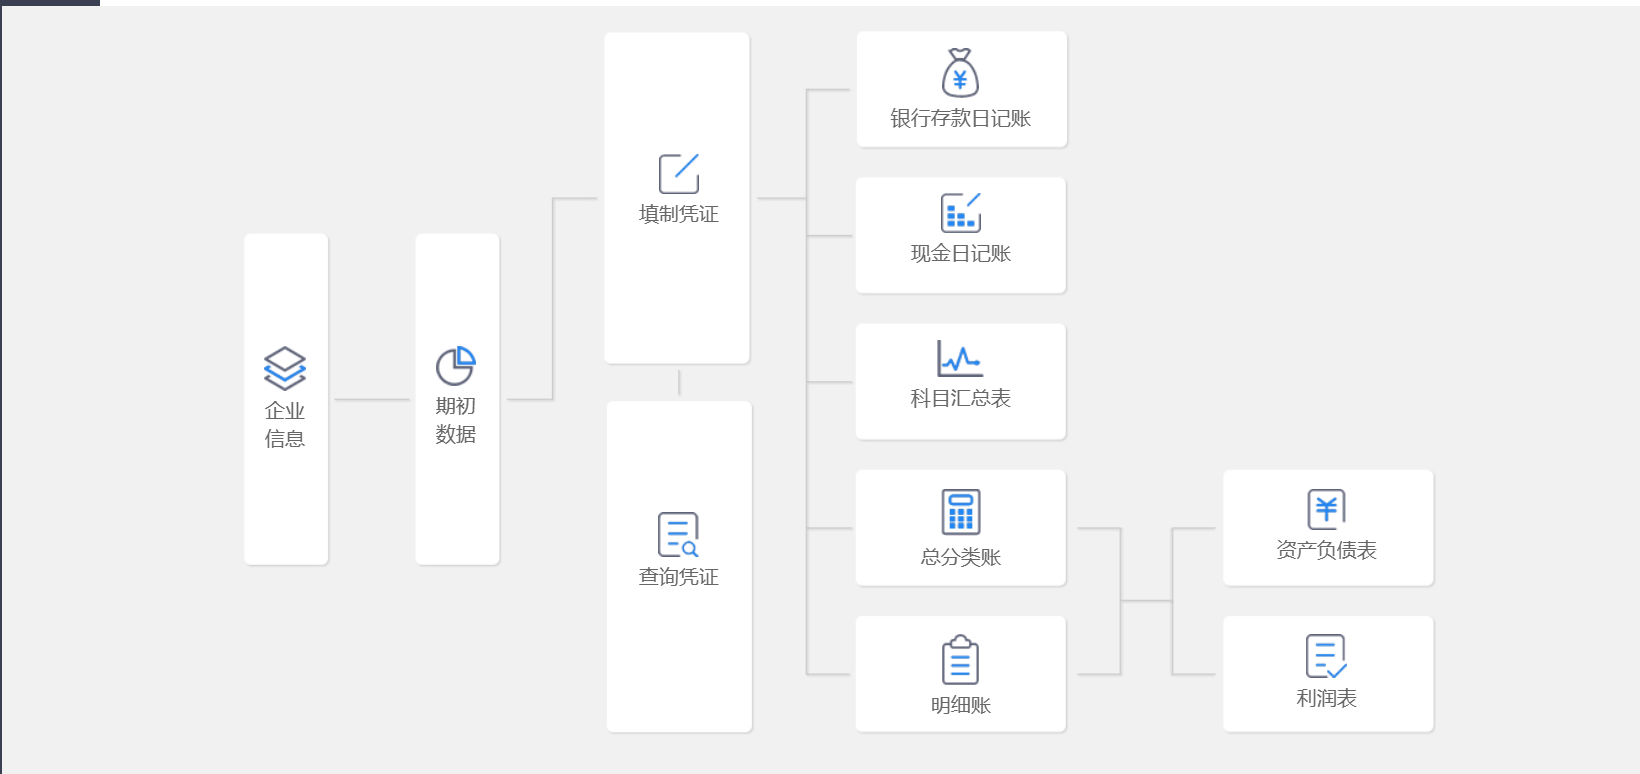 企业
信息
期初
数据
填制凭证
查询凭证
银行存款日记账
现金日记账
科目汇总表
总分类账
明细账
资产负债表
利润表